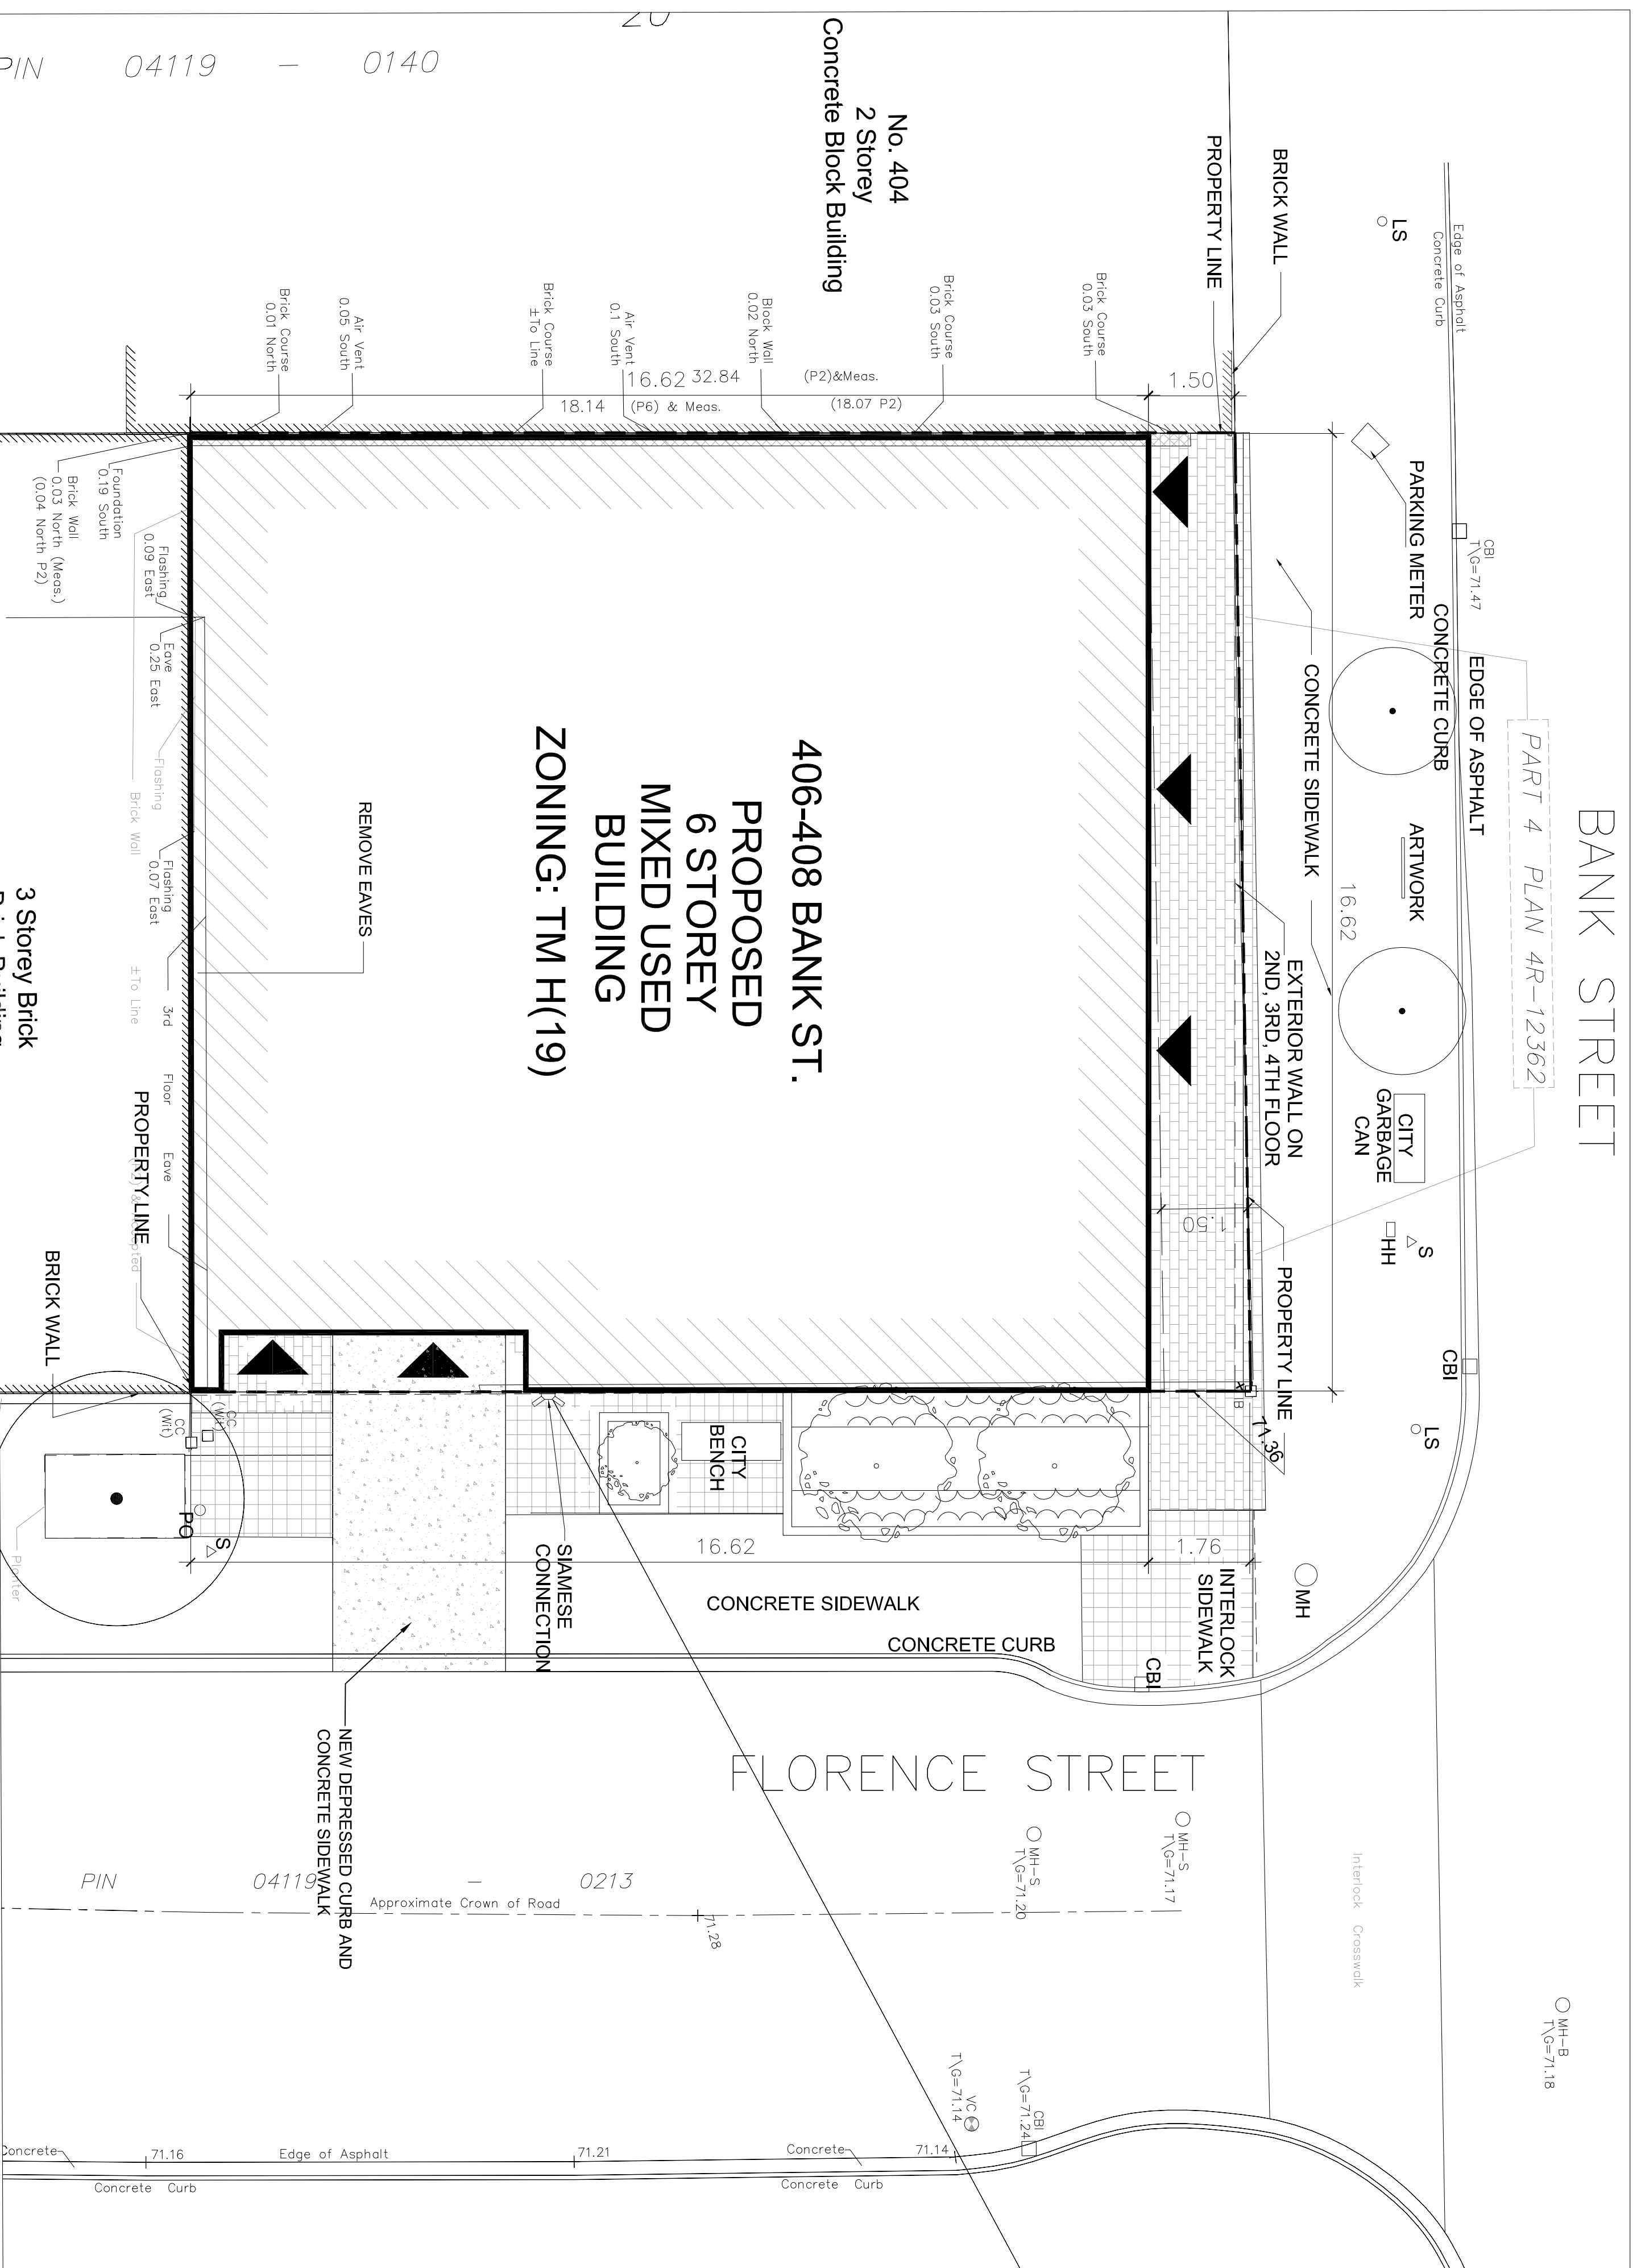 BANK STREET
PART 4 PLAN 4R-12362
20
PIN 04119 - 0140
No. 404
2 Storey
Concrete Block Building
PROPERTY LINE
BRICK WALL
LS
Edge of Asphalt
Concrete Curb
CBI
T\G=71.47
PARKING METER
CONCRETE CURB
EDGE OF ASPHALT
CONCRETE SIDEWALK
ARTWORK
16.62
EXTERIOR WALL ON
2ND, 3RD, 4TH FLOOR
CITY
GARBAGE
CAN
S
HH
CBI
LS
PROPERTY LINE
1.50
71.36
Brick Course
0.03 South
Brick Course
0.03 South
Block Wall
0.02 North
Air Vent
0.1 South
Brick Course
±To Line
Air Vent
0.05 South
Brick Course
0.01 North
16.62 32.84 (P2)&Meas.
1.50
18.14 (P6) & Meas. (18.07 P2)
406-408 BANK ST.
PROPOSED
6 STOREY
MIXED USED
BUILDING
ZONING: TM H(19)
REMOVE EAVES
Foundation
0.19 South
Brick Wall
0.03 North (Meas.)
(0.04 North P2)
Flashing
0.09 East
Eave
0.25 East
Flashing
Flashing
0.07 East
Brick Wall ±To Line
3rd Floor Eave
PROPERTY LINE
3 Storey Brick
BRICK WALL
CC
(Wit)
CC
(Wit)
PO
S
Planter
CITY
BENCH
SIAMESE
CONNECTION
16.62
1.76
INTERLOCK
SIDEWALK
MH
CONCRETE SIDEWALK
CONCRETE CURB
CBI
NEW DEPRESSED CURB AND
CONCRETE SIDEWALK
FLORENCE STREET
PIN 04119 - 0213
Approximate Crown of Road
71.28
MH-S
T\G=71.20
MH-S
T\G=71.17
Interlock Crosswalk
MH-B
T\G=71.18
VC
T\G=71.14
CBI
T\G=71.24
Concrete
71.16
Edge of Asphalt
71.21
Concrete
71.14
Concrete Curb
Concrete Curb